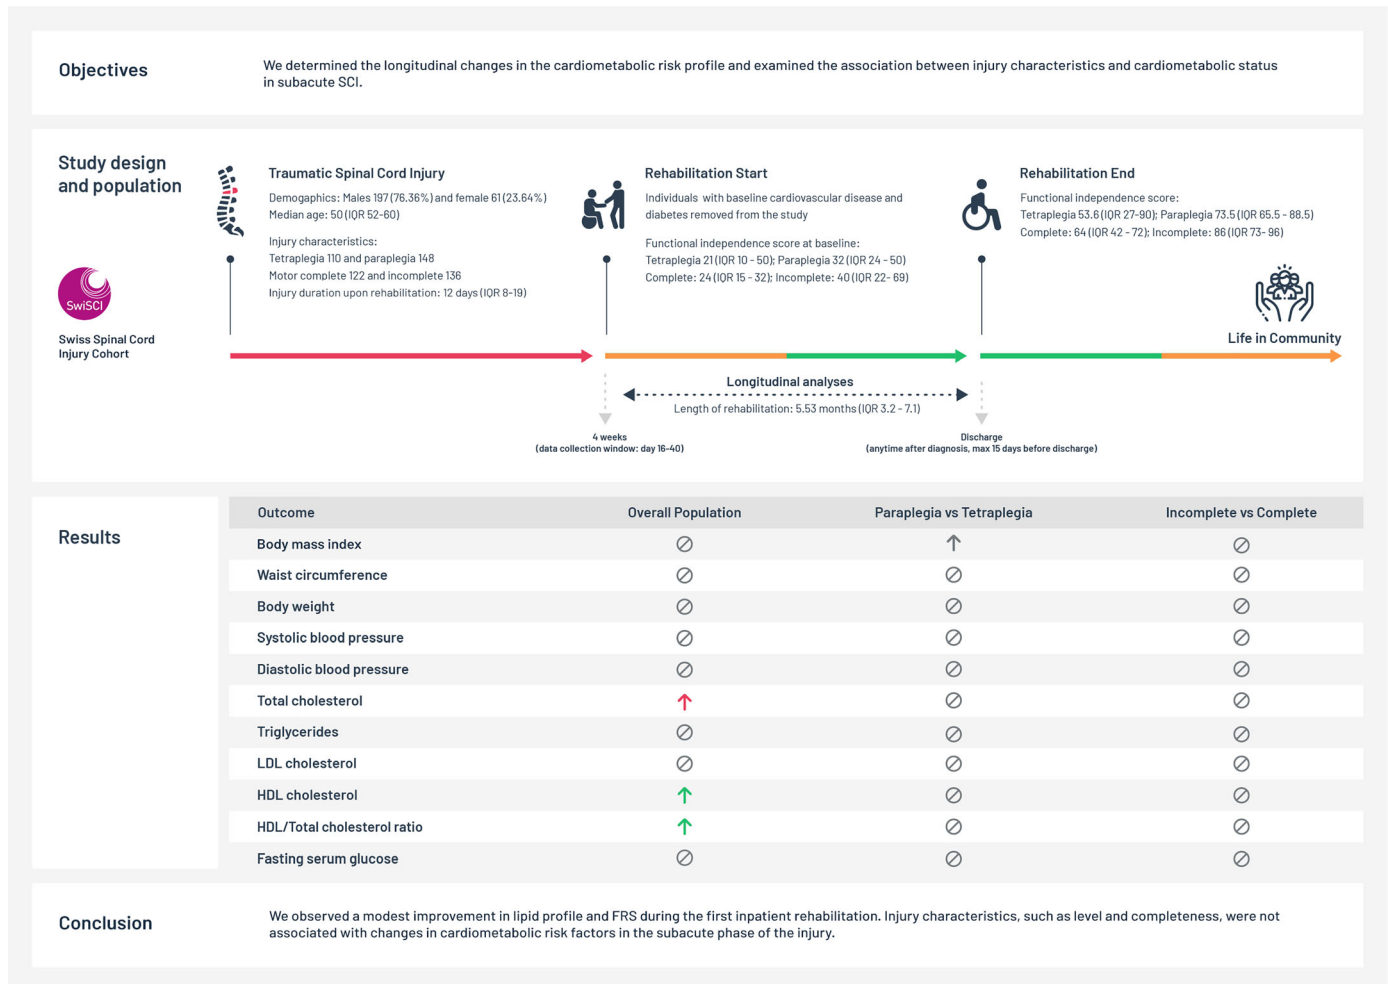 Objectives
We determined the longitudinal changes in the cardiometabolic risk profile and examined the association between injury characteristics and cardiometabolic status
in subacute SCI.
Study design
and population
SwiSCI
Swiss Spinal Cord
Injury Cohort
Traumatic Spinal Cord Injury
Demogaphics: Males 197 (76.36%) and female 61 (23.64%)
Median age: 50 (IQR 52-60)
Injury characteristics:
Tetraplegia 110 and paraplegia 148
Motor complete 122 and incomplete 136
Injury duration upon rehabilitation: 12 days (IQR 8-19)
Rehabilitation Start
Individuals with baseline cardiovascular disease and
diabetes removed from the study
Functional independence score at baseline:
Tetraplegia 21 (IQR 10 - 50); Paraplegia 32 (IQR 24 - 50)
Complete: 24 (IQR 15 - 32); Incomplete: 40 (IQR 22- 69)
Rehabilitation End
Functional independence score:
Tetraplegia 53.6 (IQR 27-90); Paraplegia 73.5 (IQR 65.5 - 88.5)
Complete: 64 (IQR 42 - 72); Incomplete: 86 (IQR 73- 96)
Life in Community
Longitudinal analyses
Length of rehabilitation: 5.53 months (IQR 3.2 - 7.1)
4 weeks
(data collection window: day 16-40)
Discharge
(anytime after diagnosis, max 15 days before discharge)
Results
Outcome Overall Population Paraplegia vs Tetraplegia Incomplete vs Complete
Body mass index
Waist circumference
Body weight
Systolic blood pressure
Diastolic blood pressure
Total cholesterol
Triglycerides
LDL cholesterol
HDL cholesterol
HDL/Total cholesterol ratio
Fasting serum glucose
Conclusion
We observed a modest improvement in lipid profile and FRS during the first inpatient rehabilitation. Injury characteristics, such as level and completeness, were not
associated with changes in cardiometabolic risk factors in the subacute phase of the injury.